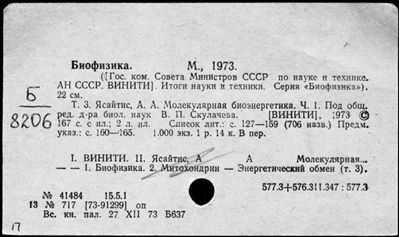 Биофизика. М., 1973.
([Гос. ком. Совета Министров СССР по науке и технике.
АН СССР. ВИНИТИ]. Итоги науки и техники. Серия «Биофизика»).
22 см.
Б
8206
Т. 3. Ясайтис, А. А. Молекулярная биоэнергетика. Ч. 1. Под общ.
ред. д-ра биол. наук В. П. Скулачева. [ВИНИТИ], 1973 ©
167 с. с ил.; 2 л. ил. Список лит.: с. 127—159 (706 назв.) Предм.
указ.: с. 160—165. 1.000 экз. 1 р. 14 к. В пер.
I. ВИНИТИ. II. Ясайтис, А А Молекулярная...
— — 1. Биофизика. 2. Митохондрии — Энергетический обмен (т. 3).
577.3+576.311.347 : 577.3
№ 41484 15.5.1
13 № 717 [73-91299] оп
Вс. кн. пал. 27 XII 73 Б637
п